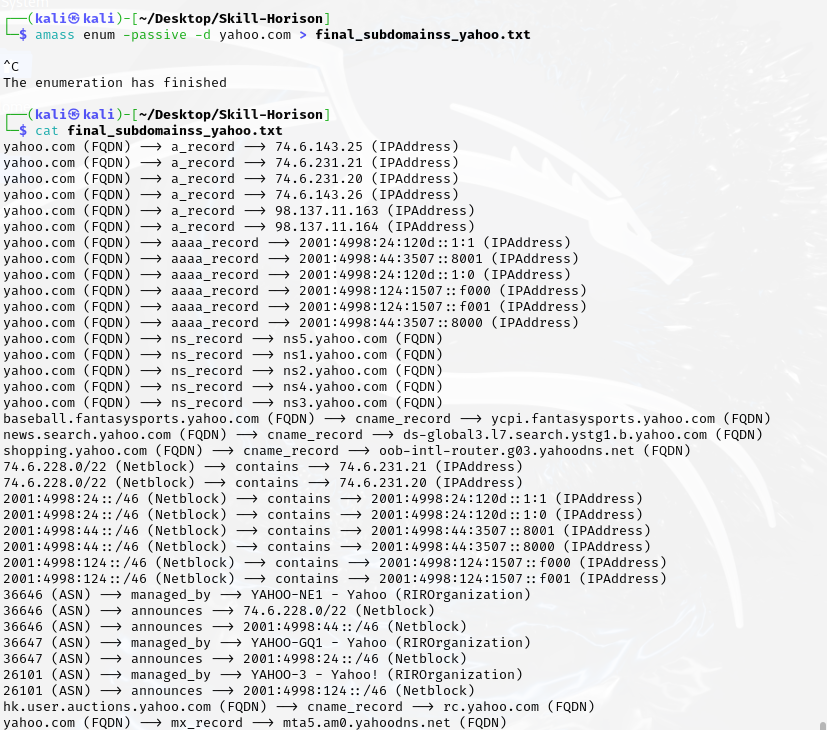 ┌──(kali㉿kali)-[~/Desktop/Skill-Horison]
└─$ amass enum -passive -d yahoo.com > final_subdomainss_yahoo.txt
^C
The enumeration has finished
┌──(kali㉿kali)-[~/Desktop/Skill-Horison]
└─$ cat final_subdomainss_yahoo.txt
yahoo.com (FQDN) --> a_record --> 74.6.143.25 (IPAddress)
yahoo.com (FQDN) --> a_record --> 74.6.231.21 (IPAddress)
yahoo.com (FQDN) --> a_record --> 74.6.231.20 (IPAddress)
yahoo.com (FQDN) --> a_record --> 74.6.143.26 (IPAddress)
yahoo.com (FQDN) --> a_record --> 98.137.11.163 (IPAddress)
yahoo.com (FQDN) --> a_record --> 98.137.11.164 (IPAddress)
yahoo.com (FQDN) --> aaaa_record --> 2001:4998:24:120d::1:1 (IPAddress)
yahoo.com (FQDN) --> aaaa_record --> 2001:4998:44:3507::8001 (IPAddress)
yahoo.com (FQDN) --> aaaa_record --> 2001:4998:24:120d::1:0 (IPAddress)
yahoo.com (FQDN) --> aaaa_record --> 2001:4998:124:1507::f000 (IPAddress)
yahoo.com (FQDN) --> aaaa_record --> 2001:4998:124:1507::f001 (IPAddress)
yahoo.com (FQDN) --> aaaa_record --> 2001:4998:44:3507::8000 (IPAddress)
yahoo.com (FQDN) --> ns_record --> ns5.yahoo.com (FQDN)
yahoo.com (FQDN) --> ns_record --> ns1.yahoo.com (FQDN)
yahoo.com (FQDN) --> ns_record --> ns2.yahoo.com (FQDN)
yahoo.com (FQDN) --> ns_record --> ns4.yahoo.com (FQDN)
yahoo.com (FQDN) --> ns_record --> ns3.yahoo.com (FQDN)
baseball.fantasysports.yahoo.com (FQDN) --> cname_record --> ycpi.fantasysports.yahoo.com (FQDN)
news.search.yahoo.com (FQDN) --> cname_record --> ds-global3.l7.search.ystg1.b.yahoo.com (FQDN)
shopping.yahoo.com (FQDN) --> cname_record --> oob-intl-router.g03.yahoodns.net (FQDN)
74.6.228.0/22 (Netblock) --> contains --> 74.6.231.21 (IPAddress)
74.6.228.0/22 (Netblock) --> contains --> 74.6.231.20 (IPAddress)
2001:4998:24::/46 (Netblock) --> contains --> 2001:4998:24:120d::1:1 (IPAddress)
2001:4998:24::/46 (Netblock) --> contains --> 2001:4998:24:120d::1:0 (IPAddress)
2001:4998:44::/46 (Netblock) --> contains --> 2001:4998:44:3507::8001 (IPAddress)
2001:4998:44::/46 (Netblock) --> contains --> 2001:4998:44:3507::8000 (IPAddress)
2001:4998:124::/46 (Netblock) --> contains --> 2001:4998:124:1507::f000 (IPAddress)
2001:4998:124::/46 (Netblock) --> contains --> 2001:4998:124:1507::f001 (IPAddress)
36646 (ASN) --> managed_by --> YAHOO-NE1 - Yahoo (RIROrganization)
36646 (ASN) --> announces --> 74.6.228.0/22 (Netblock)
36646 (ASN) --> announces --> 2001:4998:44::/46 (Netblock)
36647 (ASN) --> managed_by --> YAHOO-GQ1 - Yahoo (RIROrganization)
36647 (ASN) --> announces --> 2001:4998:24::/46 (Netblock)
26101 (ASN) --> managed_by --> YAHOO-3 - Yahoo! (RIROrganization)
26101 (ASN) --> announces --> 2001:4998:124::/46 (Netblock)
hk.user.auctions.yahoo.com (FQDN) --> cname_record --> rc.yahoo.com (FQDN)
yahoo.com (FQDN) --> mx_record --> mta5.am0.yahoodns.net (FQDN)